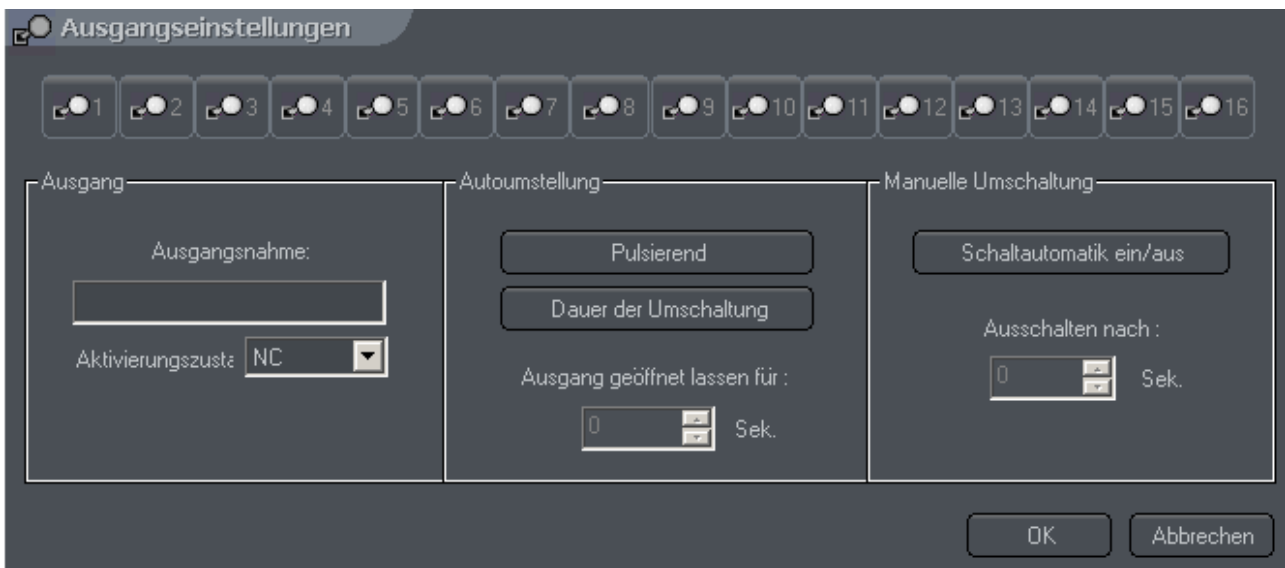 Ausgangseinstellungen
1 2 3 4 5 6 7 8 9 10 11 12 13 14 15 16
Ausgang
Ausgangsnahme:
Aktivierungszusta NC
Autoumstellung
Pulsierend
Dauer der Umschaltung
Ausgang geöffnet lassen für :
0 Sek.
Manuelle Umschaltung
Schaltautomatik ein/aus
Ausschalten nach :
0 Sek.
OK Abbrechen